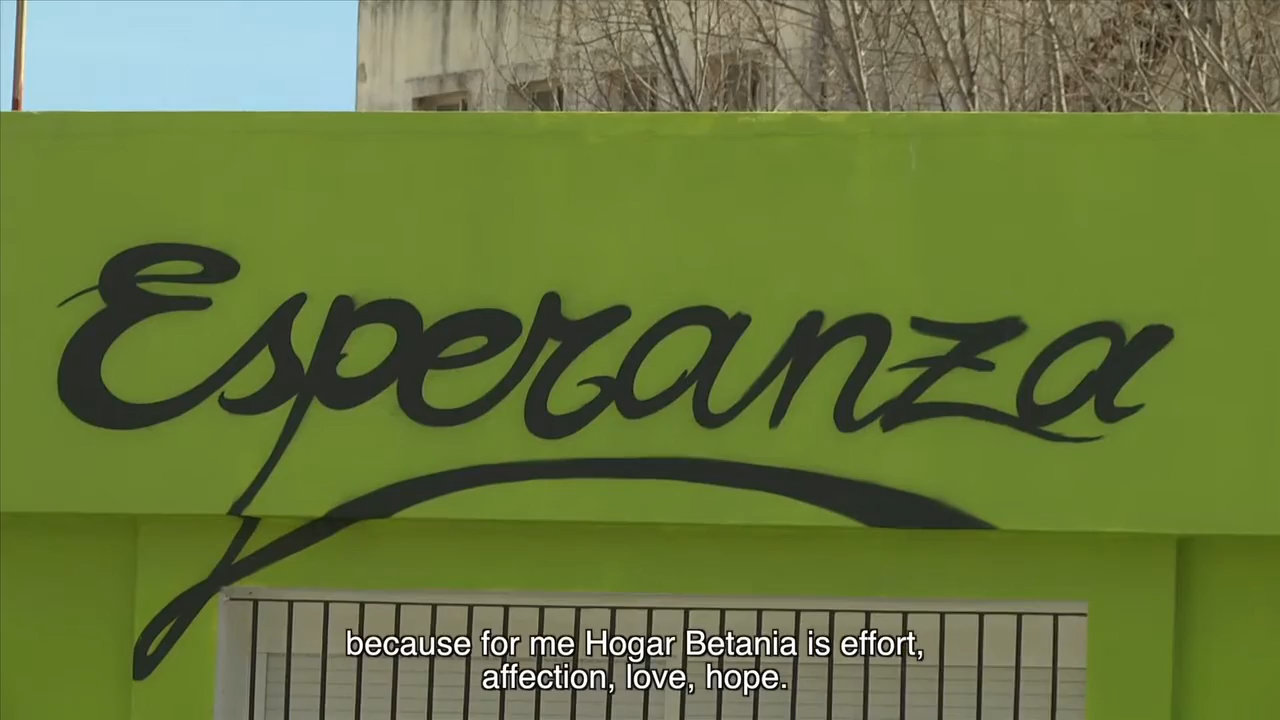 Esperanza
because for me Hogar Betania is effort,
affection, love, hope.